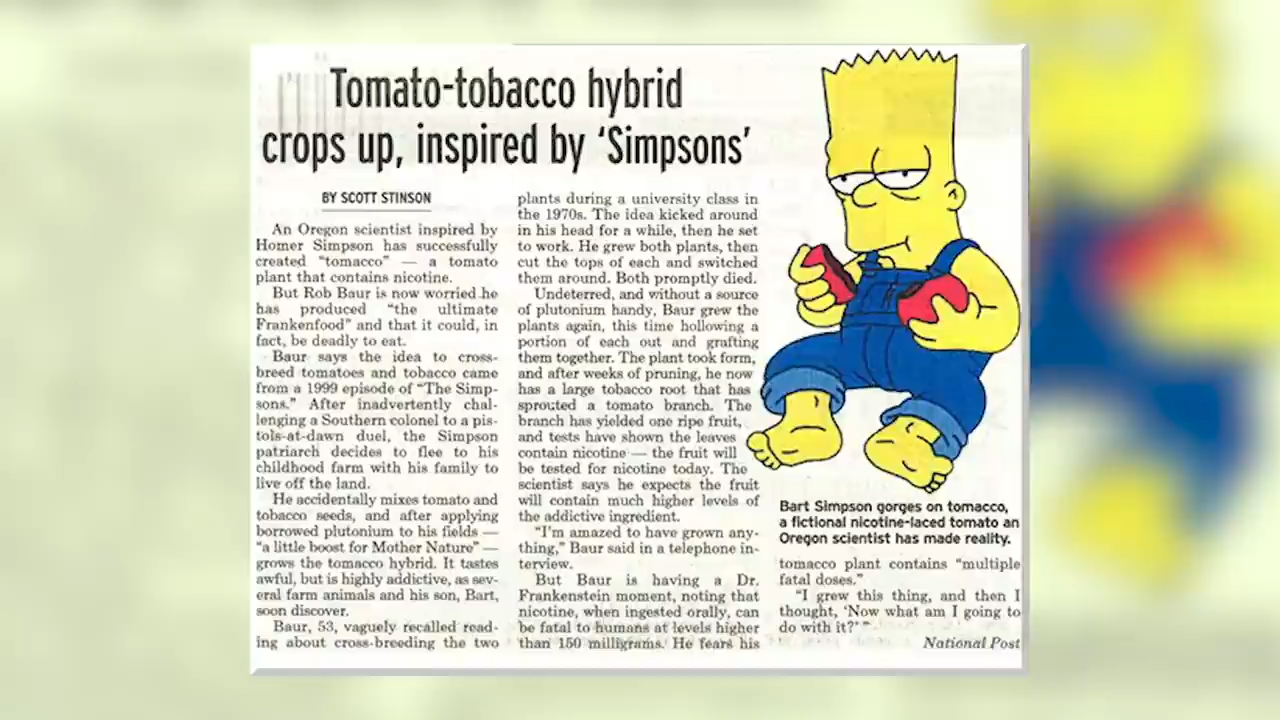 Tomato-tobacco hybrid
crops up, inspired by ‘Simpsons’
BY SCOTT STINSON
An Oregon scientist inspired by
Homer Simpson has successfully
created “tomacco” — a tomato
plant that contains nicotine.
But Rob Baur is now worried he
has produced “the ultimate
Frankenfood” and that it could, in
fact, be deadly to eat.
Baur says the idea to cross-
breed tomatoes and tobacco came
from a 1999 episode of “The Simp-
sons.” After inadvertently chal-
lenging a Southern colonel to a pis-
tols-at-dawn duel, the Simpson
patriarch decides to flee to his
childhood farm with his family to
live off the land.
He accidentally mixes tomato and
tobacco seeds, and after applying
borrowed plutonium to his fields —
“a little boost for Mother Nature” —
grows the tomacco hybrid. It tastes
awful, but is highly addictive, as sev-
eral farm animals and his son, Bart,
soon discover.
Baur, 53, vaguely recalled read-
ing about cross-breeding the two
plants during a university class in
the 1970s. The idea kicked around
in his head for a while, then he set
to work. He grew both plants, then
cut the tops of each and switched
them around. Both promptly died.
Undeterred, and without a source
of plutonium handy, Baur grew the
plants again, this time hollowing a
portion of each out and grafting
them together. The plant took form,
and after weeks of pruning, he now
has a large tobacco root that has
sprouted a tomato branch. The
branch has yielded one ripe fruit,
and tests have shown the leaves
contain nicotine — the fruit will
be tested for nicotine today. The
scientist says he expects the fruit
will contain much higher levels of
the addictive ingredient.
“I’m amazed to have grown any-
thing,” Baur said in a telephone in-
terview.
But Baur is having a Dr.
Frankenstein moment, noting that
nicotine, when ingested orally, can
be fatal to humans at levels higher
than 150 milligrams. He fears his
Bart Simpson gorges on tomacco,
a fictional nicotine-laced tomato an
Oregon scientist has made reality.
tomacco plant contains “multiple
fatal doses.”
“I grew this thing, and then I
thought, ‘Now what am I going to
do with it?’ ”
National Post